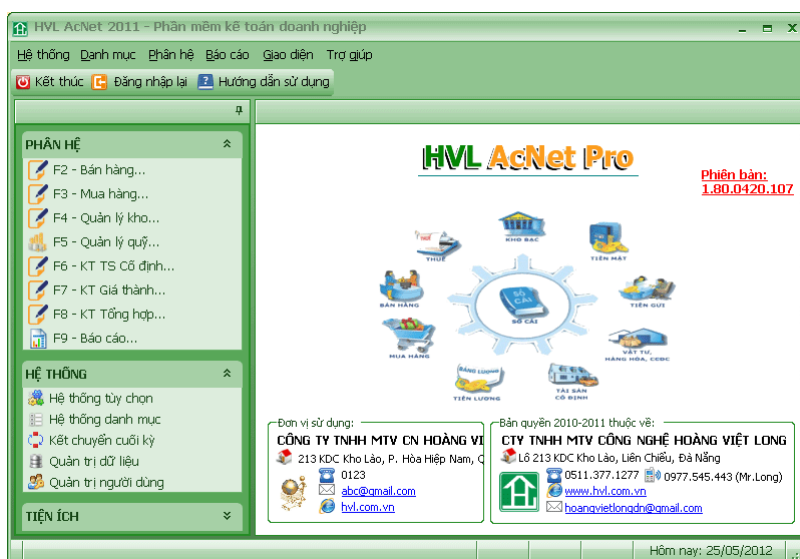 HVL AcNet 2011 - Phần mềm kế toán doanh nghiệp
Hệ thống Danh mục Phân hệ Báo cáo Giao diện Trợ giúp
Kết thúc Đăng nhập lại Hướng dẫn sử dụng
PHÂN HỆ
F2 - Bán hàng...
F3 - Mua hàng...
F4 - Quản lý kho...
F5 - Quản lý quỹ...
F6 - KT TS Cố định...
F7 - KT Giá thành...
F8 - KT Tổng hợp...
F9 - Báo cáo...
HỆ THỐNG
Hệ thống tùy chọn
Hệ thống danh mục
Kết chuyển cuối kỳ
Quản trị dữ liệu
Quản trị người dùng
TIỆN ÍCH
HVL AcNet Pro
Phiên bản:
1.80.0420.107
KHO BẠC
THUẾ
TIỀN MẶT
BÁN HÀNG
SỔ CÁI
SỔ CÁI
TIỀN GỬI
MUA HÀNG
VẬT TƯ,
HÀNG HÓA, CCDC
BẢNG LƯƠNG
TIỀN LƯƠNG
TÀI SẢN
CỐ ĐỊNH
Đơn vị sử dụng:
CÔNG TY TNHH MTV CN HOÀNG VI
213 KDC Kho Lào, P. Hòa Hiệp Nam, Q
0123
abc@gmail.com
hvl.com.vn
Bản quyền 2010-2011 thuộc về:
CTY TNHH MTV CÔNG NGHỆ HOÀNG VIỆT LONG
Lô 213 KDC Kho Lào, Liên Chiểu, Đà Nẵng
0511.377.1277 0977.545.443 (Mr.Long)
www.hvl.com.vn
hoangvietlongdn@gmail.com
Hôm nay: 25/05/2012